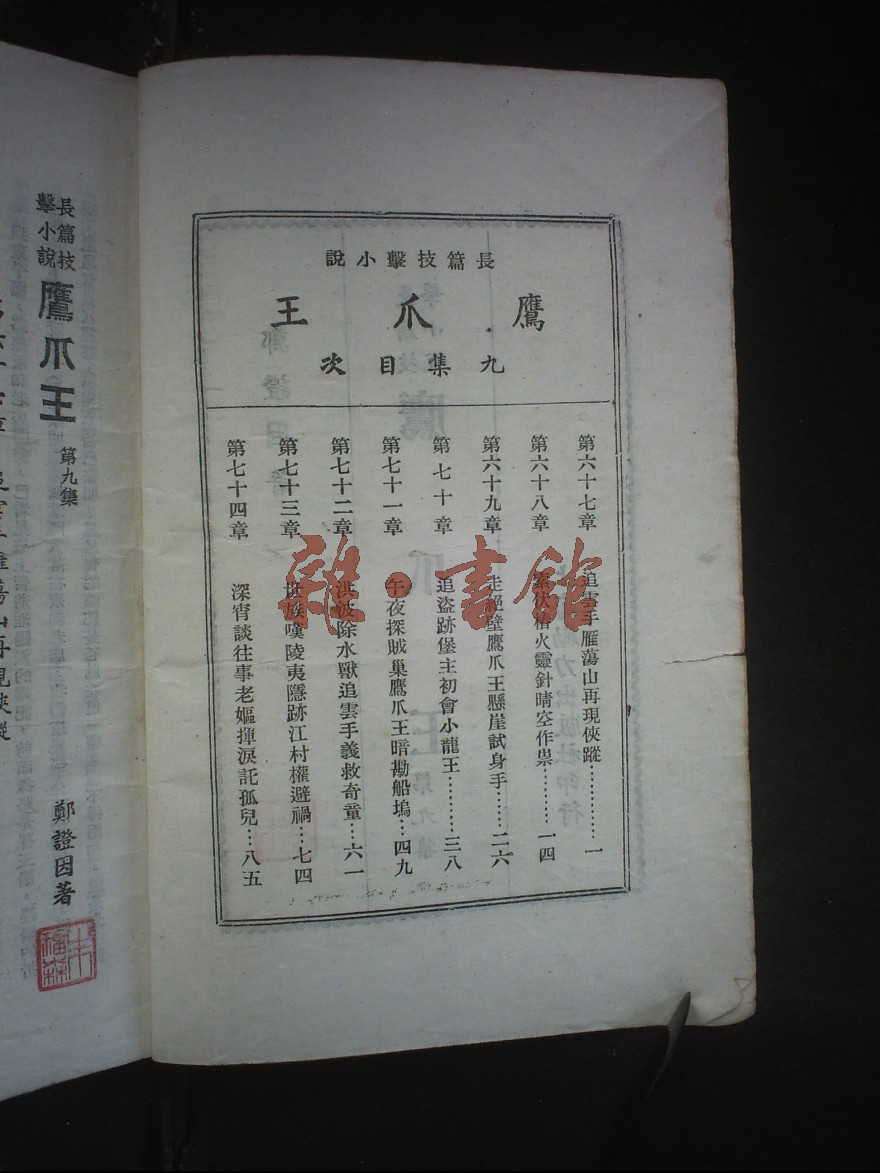 長篇技擊小說
鷹爪王
九集目次
第六十七章 追雲手雁蕩山再現俠蹤…………一
第六十八章 伏樁火靈針晴空作祟………一四
第六十九章 走絕壁鷹爪王懸崖試身手……二六
第七十章 追盜跡堡主初會小龍王………三八
第七十一章 午夜探賊巢鷹爪王暗勘船塢…四九
第七十二章 洪波除水獸追雲手義救奇童…六一
第七十三章 世族嘆陵夷隱跡江村權避禍…七四
第七十四章 深宵談往事老嫗揮淚託孤兒…八五
長篇技
擊小說
鷹爪王
第九集
鄭證因著
雜·書館